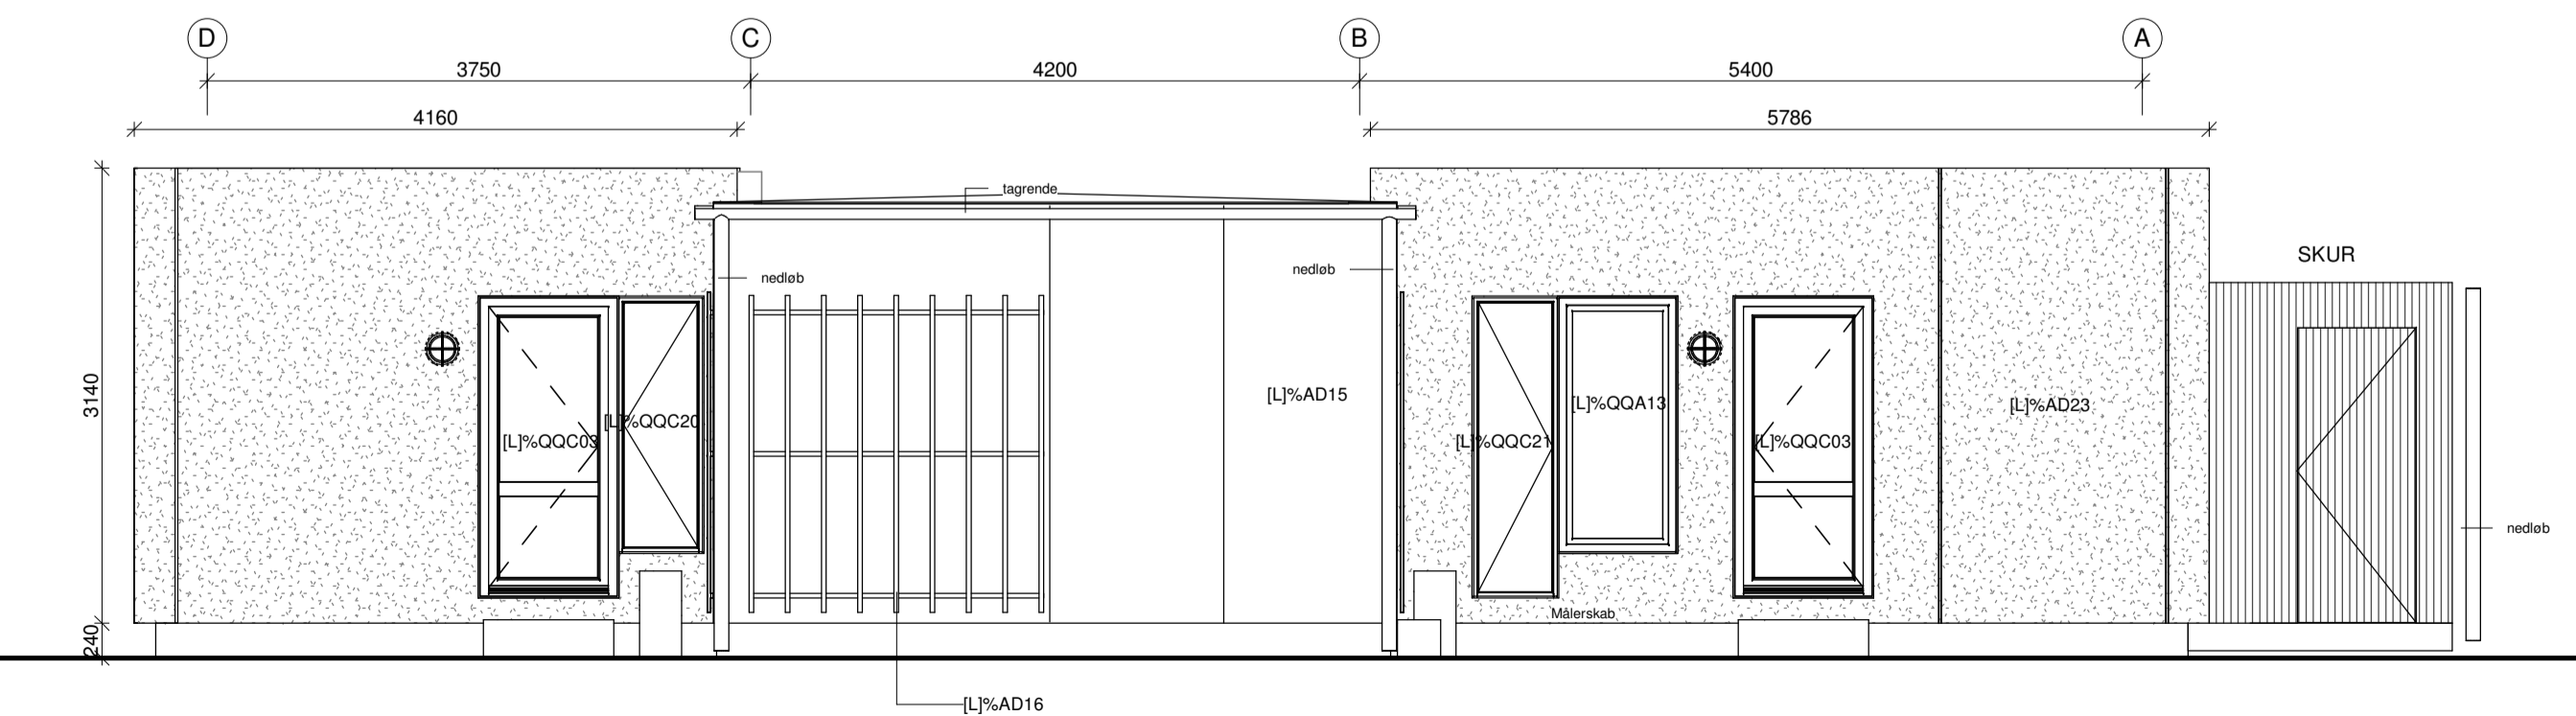 D
C
B
A
3750
4200
5400
4160
5786
tagrende
SKUR
nedløb
nedløb
3140
[L]%AD15
[L]%QQA13
[L]%AD23
[L]%QQC20
[L]%QQC03
[L]%QQC21
[L]%QQC03
nedløb
Målerskab
240
[L]%AD16